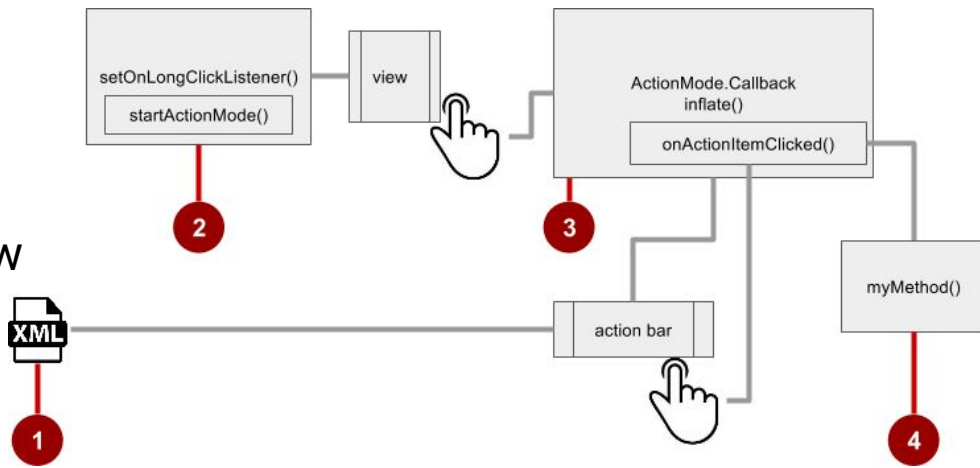 setOnLongClickListener()
startActionMode()
view
ActionMode.Callback
inflate()
onActionItemClicked()
2
3
w
myMethod()
XML
action bar
1
4